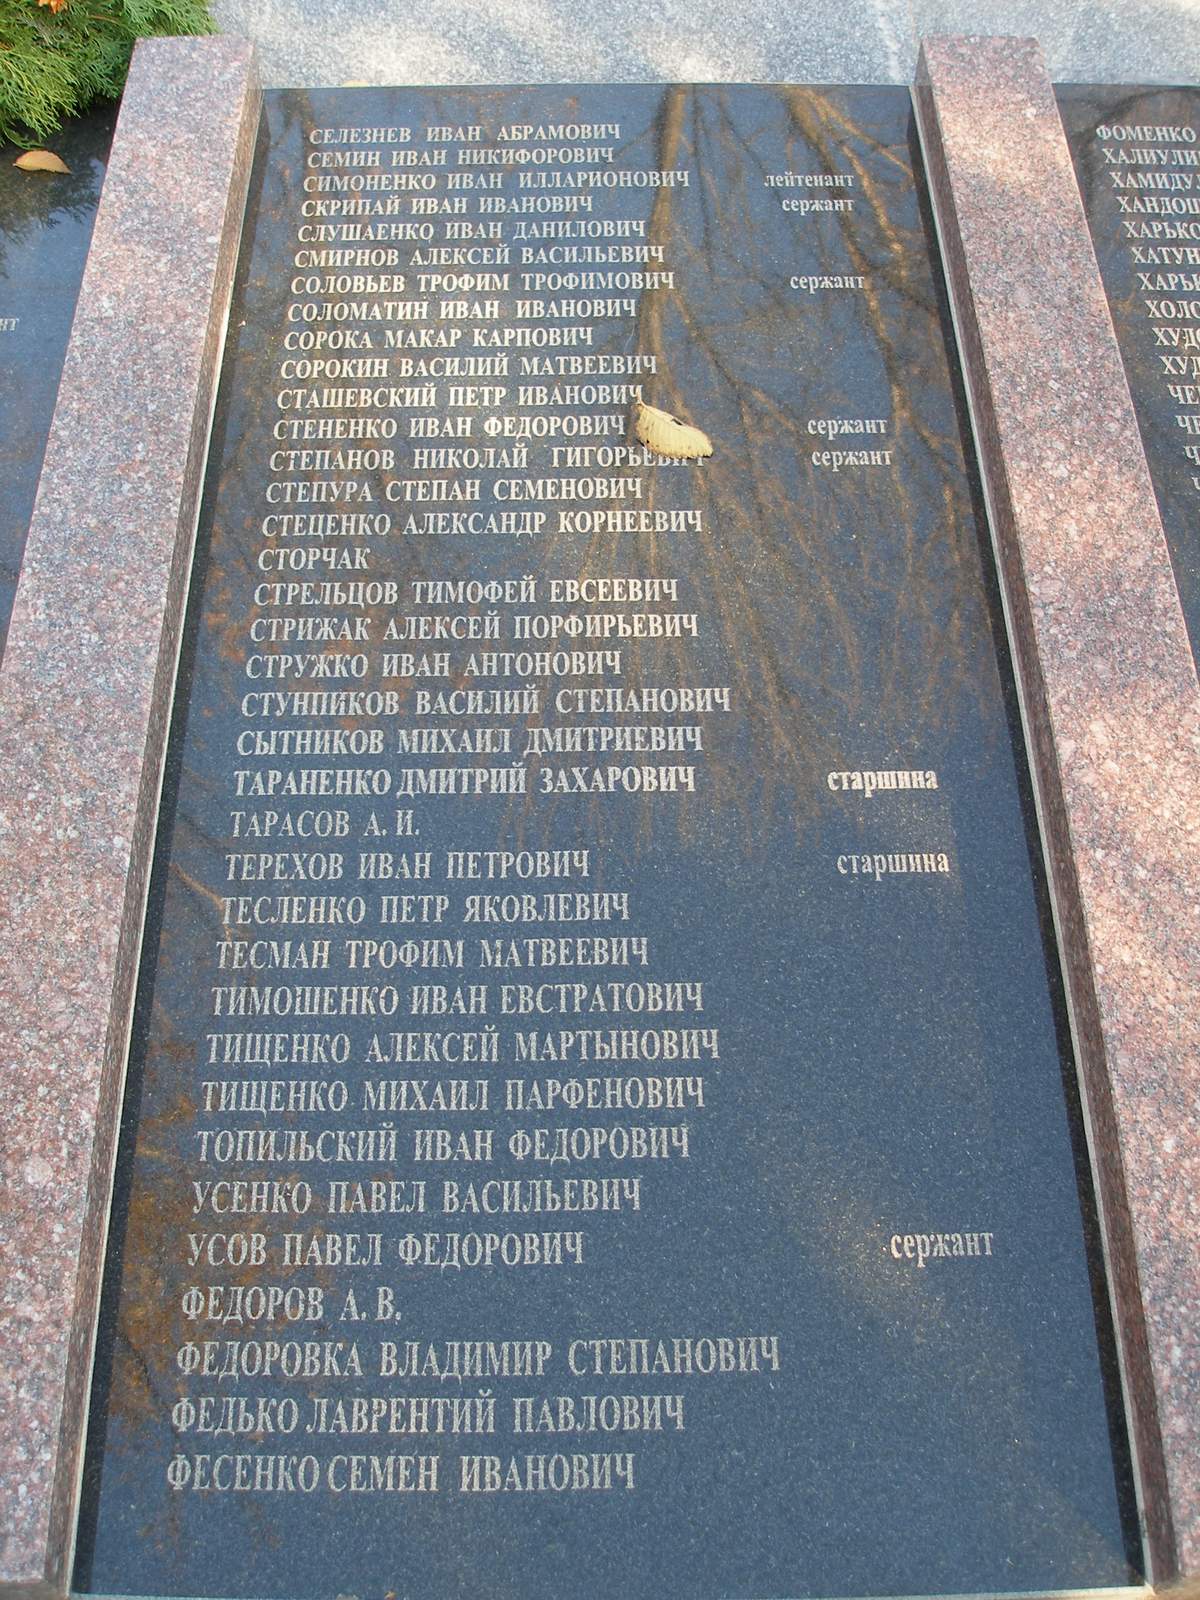 СЕЛЕЗНЕВ ИВАН АБРАМОВИЧ
СЕМИН ИВАН НИКИФОРОВИЧ
СИМОНЕНКО ИВАН ИЛЛАРИОНОВИЧ лейтенант
СКРИПАЙ ИВАН ИВАНОВИЧ сержант
СЛУШАЕНКО ИВАН ДАНИЛОВИЧ
СМИРНОВ АЛЕКСЕЙ ВАСИЛЬЕВИЧ
СОЛОВЬЕВ ТРОФИМ ТРОФИМОВИЧ сержант
СОЛОМАТИН ИВАН ИВАНОВИЧ
СОРОКА МАКАР КАРПОВИЧ
СОРОКИН ВАСИЛИЙ МАТВЕЕВИЧ
СТАШЕВСКИЙ ПЕТР ИВАНОВИЧ
СТЕНЕНКО ИВАН ФЕДОРОВИЧ сержант
СТЕПАНОВ НИКОЛАЙ ГИГОРЬЕВИЧ сержант
СТЕПУРА СТЕПАН СЕМЕНОВИЧ
СТЕЦЕНКО АЛЕКСАНДР КОРНЕЕВИЧ
СТОРЧАК
СТРЕЛЬЦОВ ТИМОФЕЙ ЕВСЕЕВИЧ
СТРИЖАК АЛЕКСЕЙ ПОРФИРЬЕВИЧ
СТРУЖКО ИВАН АНТОНОВИЧ
СТУНПИКОВ ВАСИЛИЙ СТЕПАНОВИЧ
СЫТНИКОВ МИХАИЛ ДМИТРИЕВИЧ
ТАРАНЕНКО ДМИТРИЙ ЗАХАРОВИЧ старшина
ТАРАСОВ А. И.
ТЕРЕХОВ ИВАН ПЕТРОВИЧ старшина
ТЕСЛЕНКО ПЕТР ЯКОВЛЕВИЧ
ТЕСМАН ТРОФИМ МАТВЕЕВИЧ
ТИМОШЕНКО ИВАН ЕВСТРАТОВИЧ
ТИЩЕНКО АЛЕКСЕЙ МАРТЫНОВИЧ
ТИЩЕНКО МИХАИЛ ПАРФЕНОВИЧ
ТОПИЛЬСКИЙ ИВАН ФЕДОРОВИЧ
УСЕНКО ПАВЕЛ ВАСИЛЬЕВИЧ
УСОВ ПАВЕЛ ФЕДОРОВИЧ сержант
ФЕДОРОВ А. В.
ФЕДОРОВКА ВЛАДИМИР СТЕПАНОВИЧ
ФЕДЬКО ЛАВРЕНТИЙ ПАВЛОВИЧ
ФЕСЕНКО СЕМЕН ИВАНОВИЧ
ФОМЕНКО